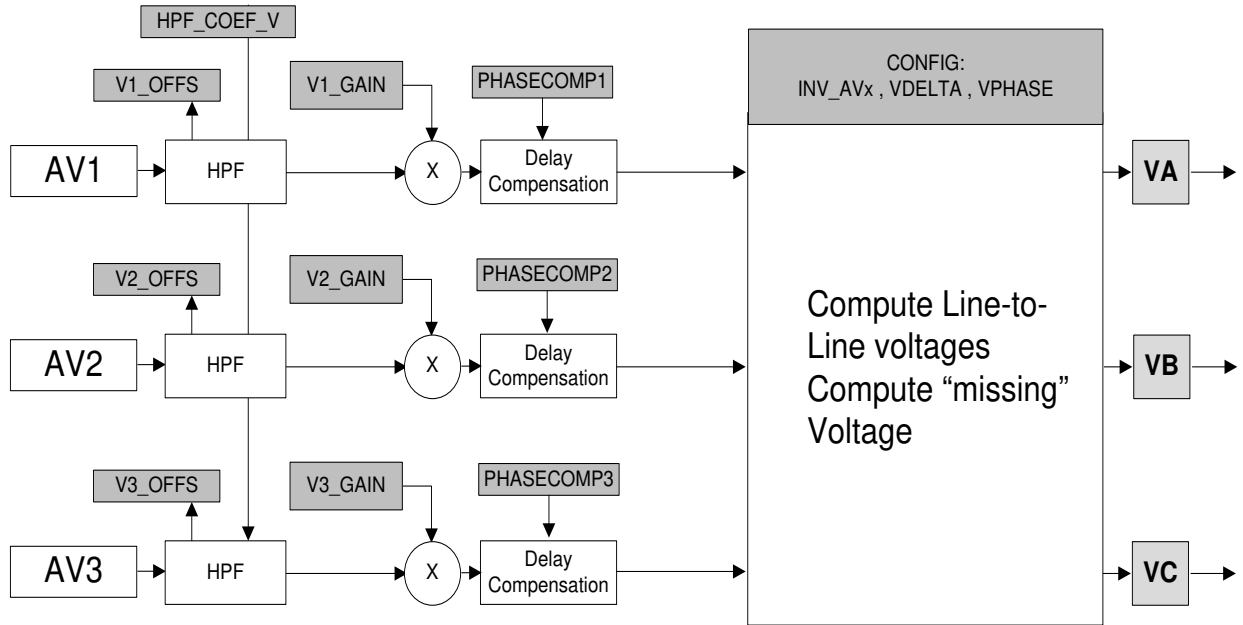 HPF_COEF_V
V1_OFFS
V1_GAIN
PHASECOMP1
CONFIG:
INV_AVx , VDELTA , VPHASE
AV1
HPF
X
Delay
Compensation
VA
V2_OFFS
V2_GAIN
PHASECOMP2
AV2
HPF
X
Delay
Compensation
Compute Line-to-
Line voltages
Compute “missing”
Voltage
VB
V3_OFFS
V3_GAIN
PHASECOMP3
AV3
HPF
X
Delay
Compensation
VC